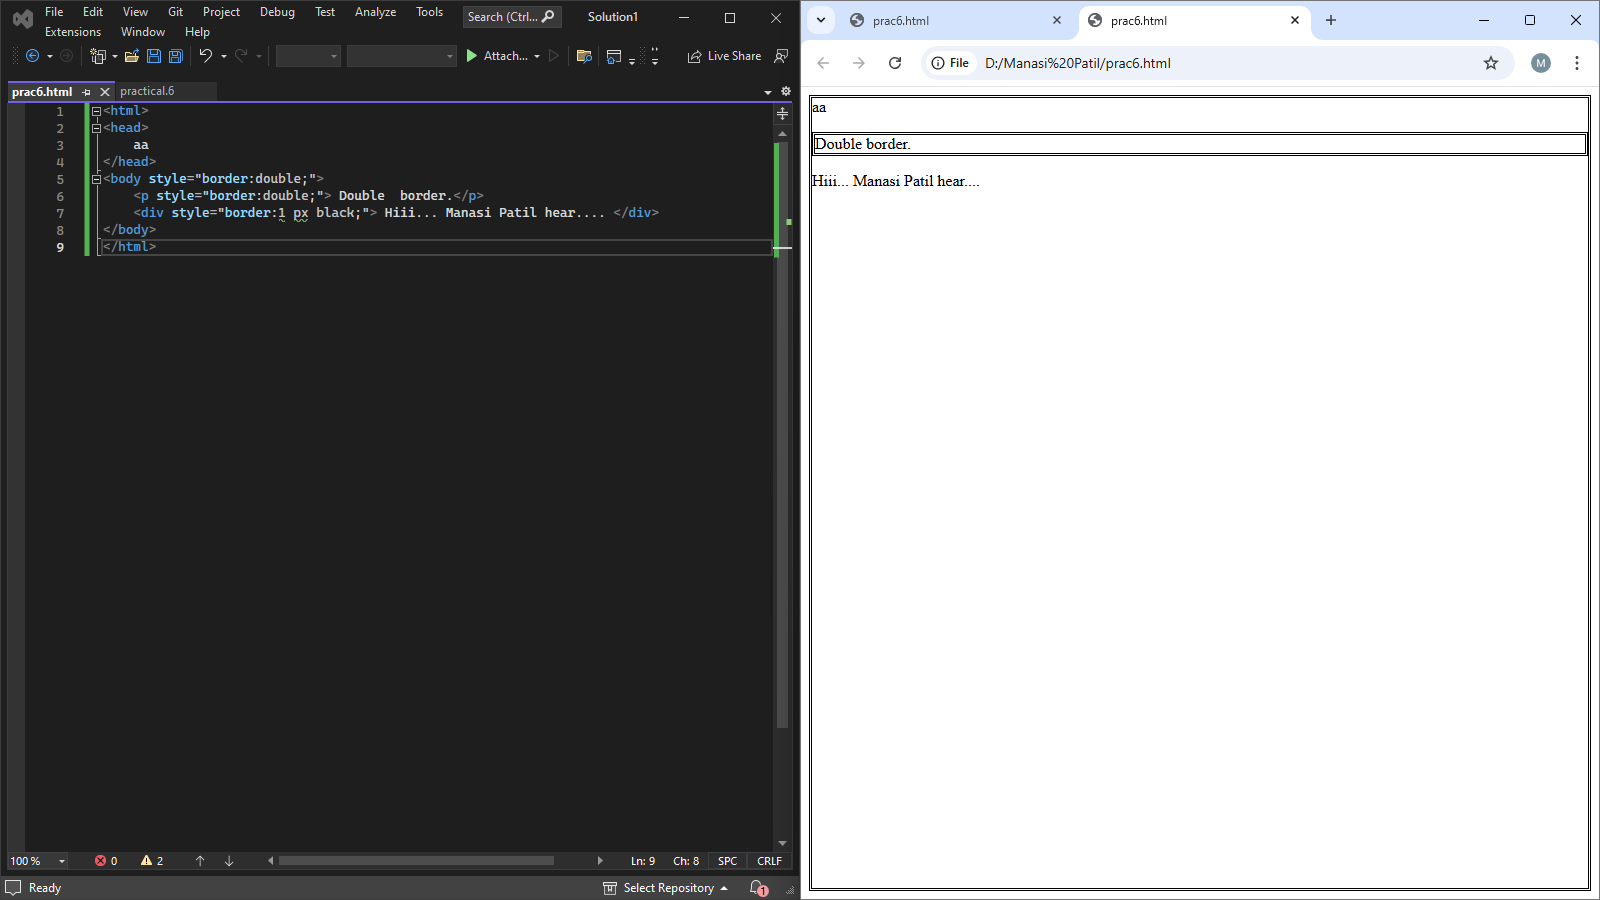 File Edit View Git Project Debug Test Analyze Tools Search (Ctrl... Solution1
Extensions Window Help
Attach... Live Share
prac6.html practical.6
1 <html>
2 <head>
3 aa
4 </head>
5 <body style="border:double;">
6 <p style="border:double;"> Double  border.</p>
7 <div style="border:1 px black;"> Hiii... Manasi Patil hear.... </div>
8 </body>
9 </html>
100 % 0 2 Ln: 9 Ch: 8 SPC CRLF
Ready Select Repository 1
prac6.html prac6.html
File D:/Manasi%20Patil/prac6.html M
aa
Double border.
Hiii... Manasi Patil hear....